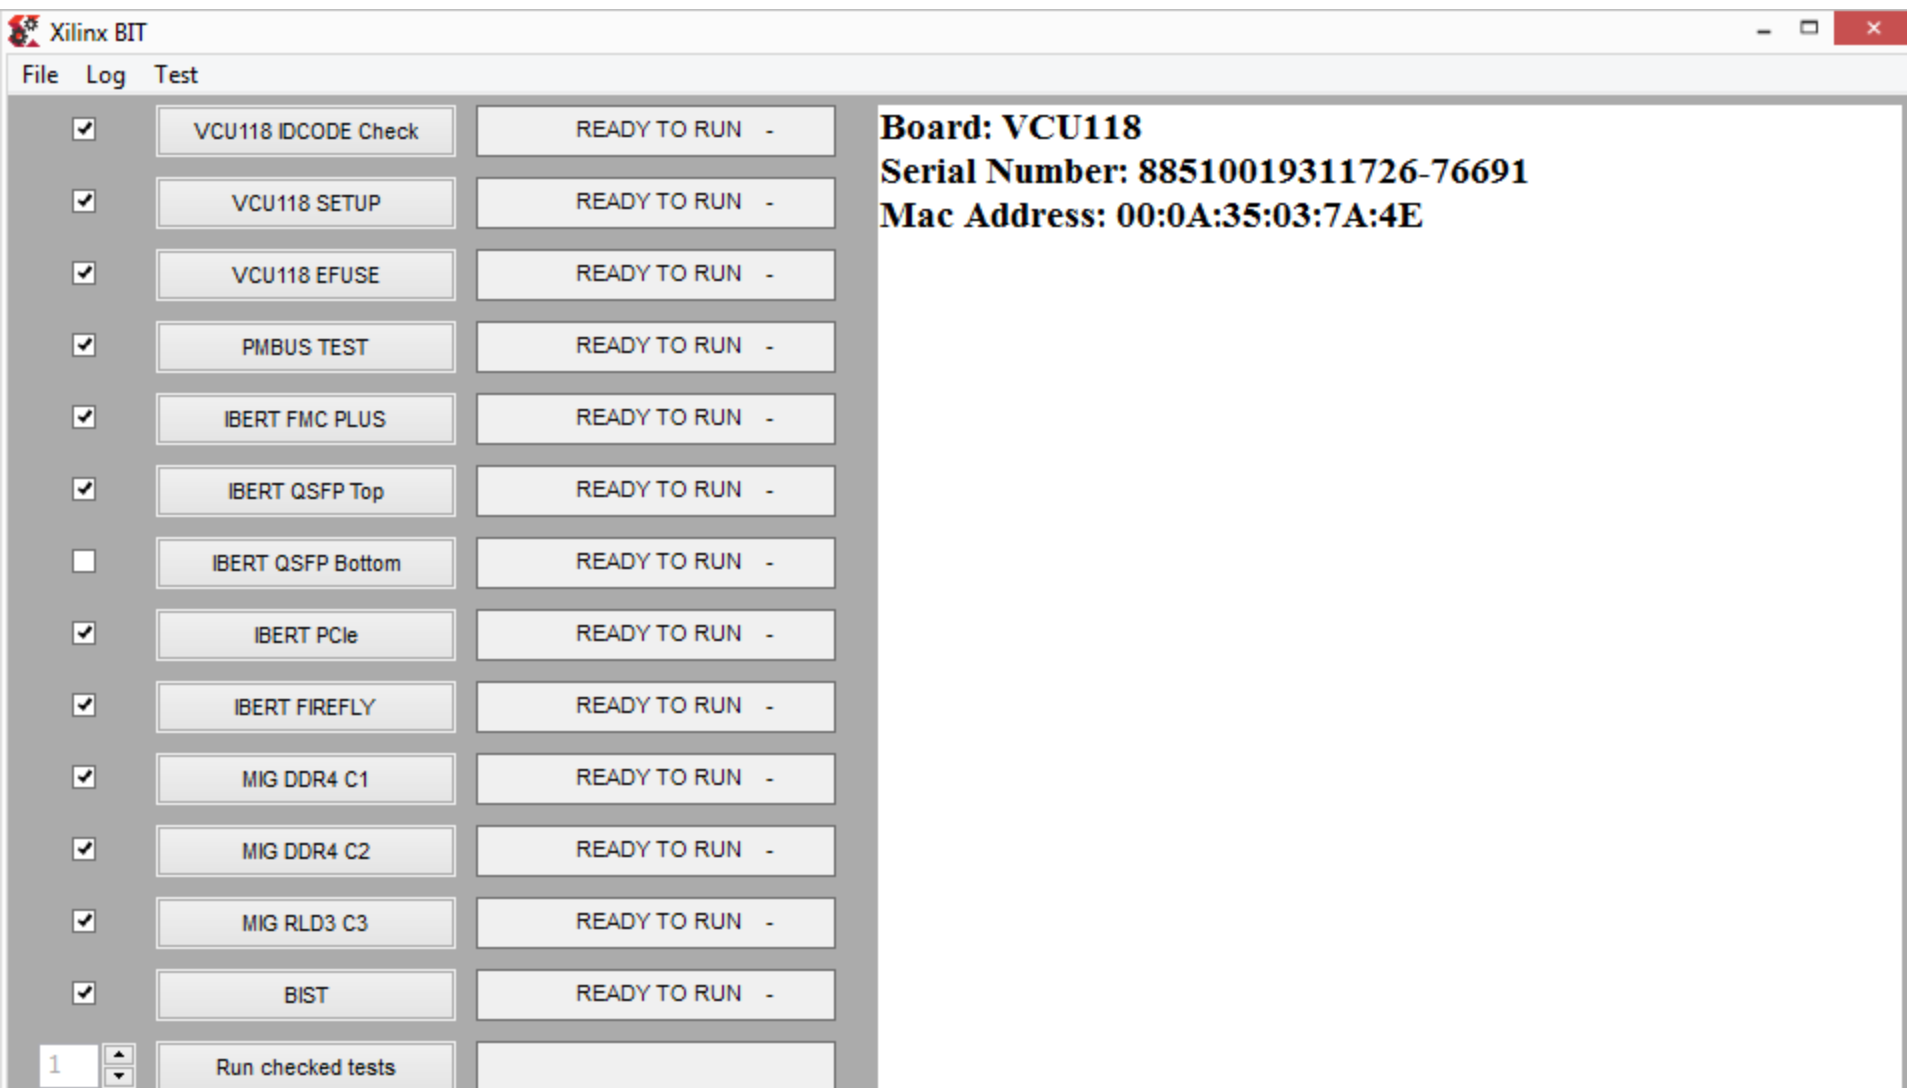 Xilinx BIT
File Log Test
VCU118 IDCODE Check READY TO RUN -
VCU118 SETUP READY TO RUN -
VCU118 EFUSE READY TO RUN -
PMBUS TEST READY TO RUN -
IBERT FMC PLUS READY TO RUN -
IBERT QSFP Top READY TO RUN -
IBERT QSFP Bottom READY TO RUN -
IBERT PCIe READY TO RUN -
IBERT FIREFLY READY TO RUN -
MIG DDR4 C1 READY TO RUN -
MIG DDR4 C2 READY TO RUN -
MIG RLD3 C3 READY TO RUN -
BIST READY TO RUN -
1 Run checked tests
Board: VCU118
Serial Number: 88510019311726-76691
Mac Address: 00:0A:35:03:7A:4E